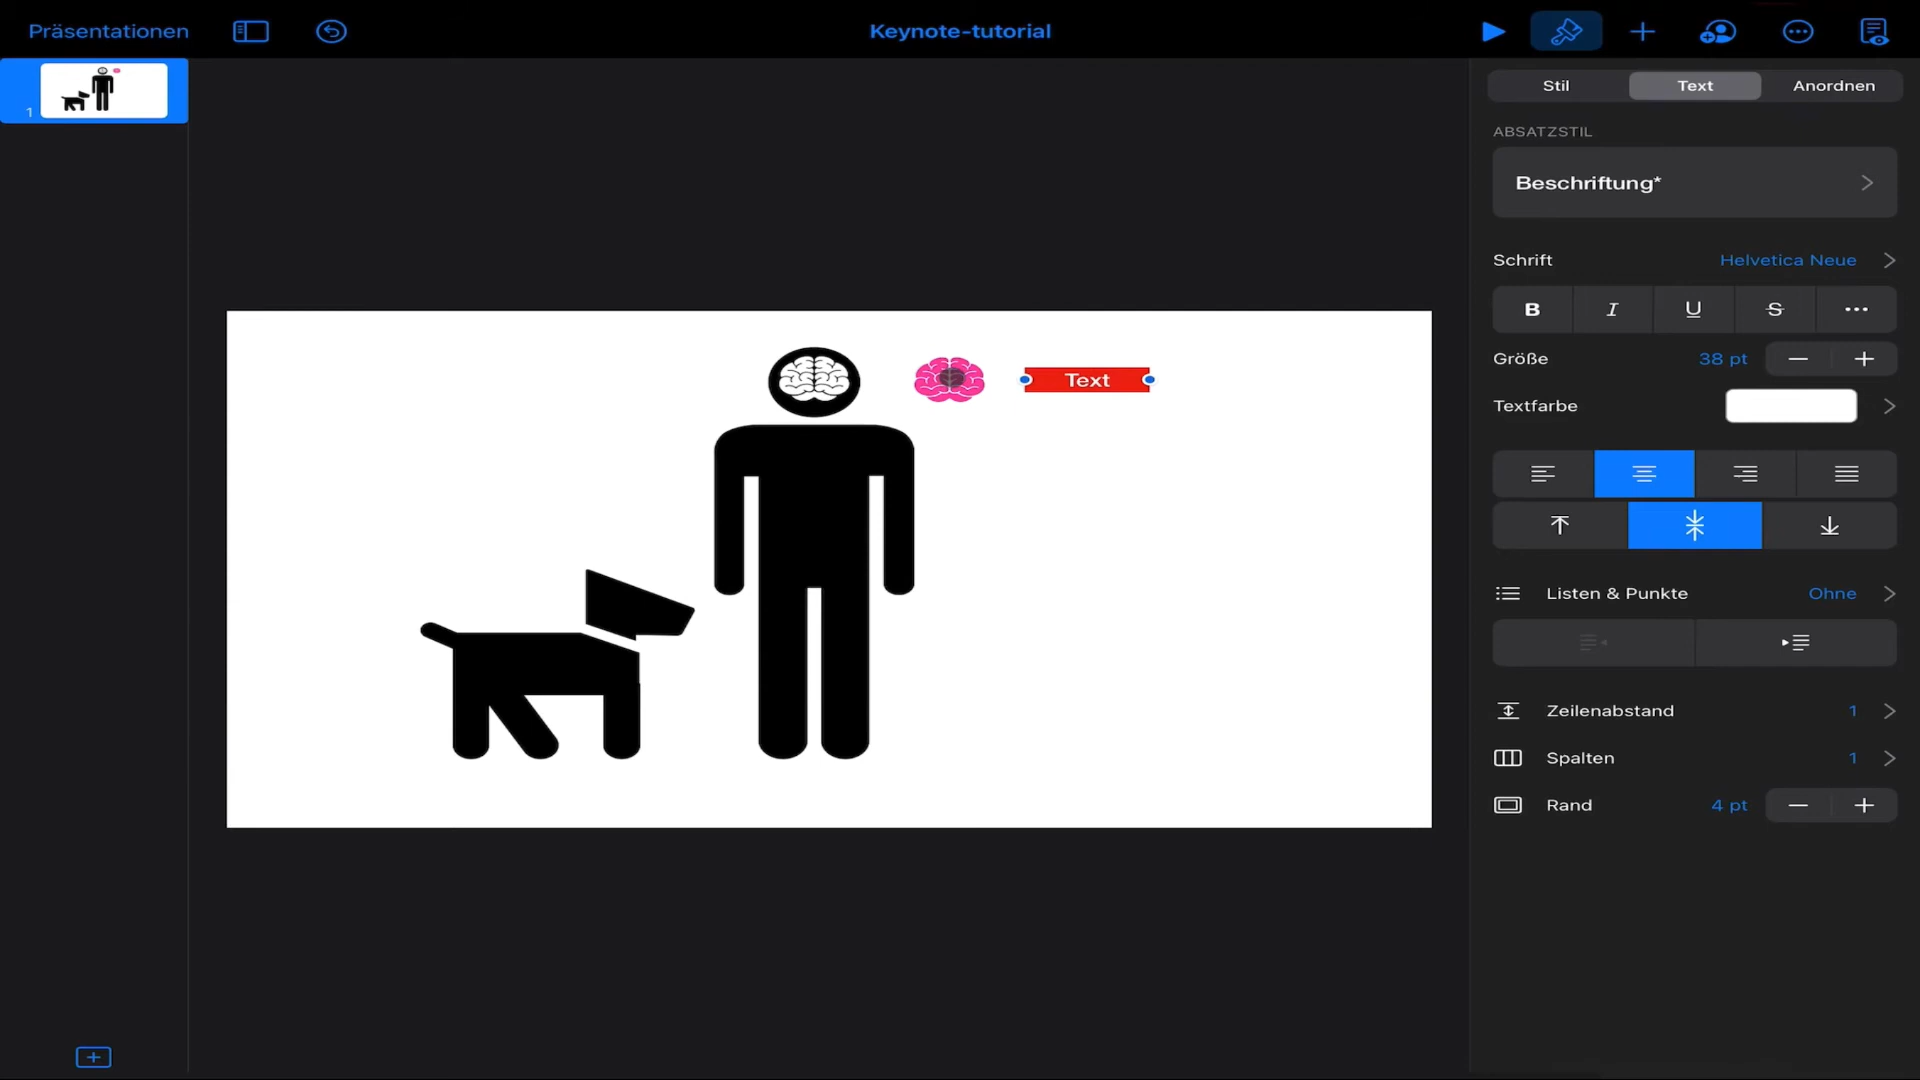 Präsentationen
Keynote-tutorial
1
Stil
Text
Anordnen
ABSATZSTIL
Beschriftung*
Schrift
Helvetica Neue
B
I
U
S
Größe
38 pt
Textfarbe
Text
Listen & Punkte
Ohne
Zeilenabstand
1
Spalten
1
Rand
4 pt